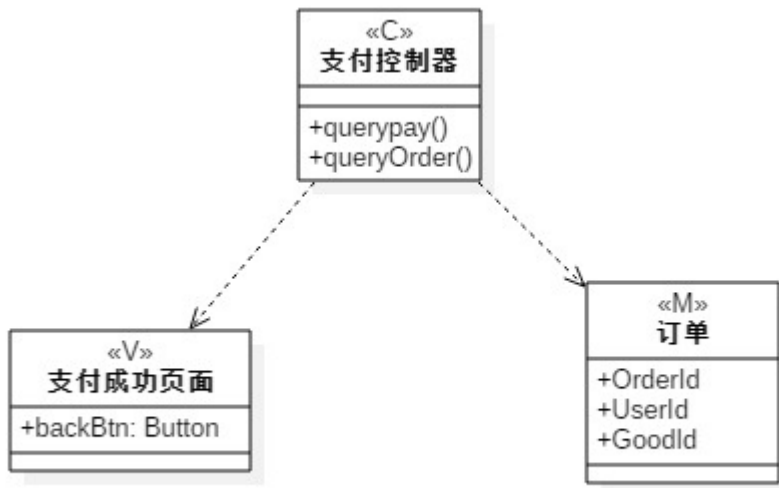 «C»
支付控制器
+querypay()
+queryOrder()
«V»
支付成功页面
+backBtn: Button
«M»
订单
+OrderId
+UserId
+GoodId